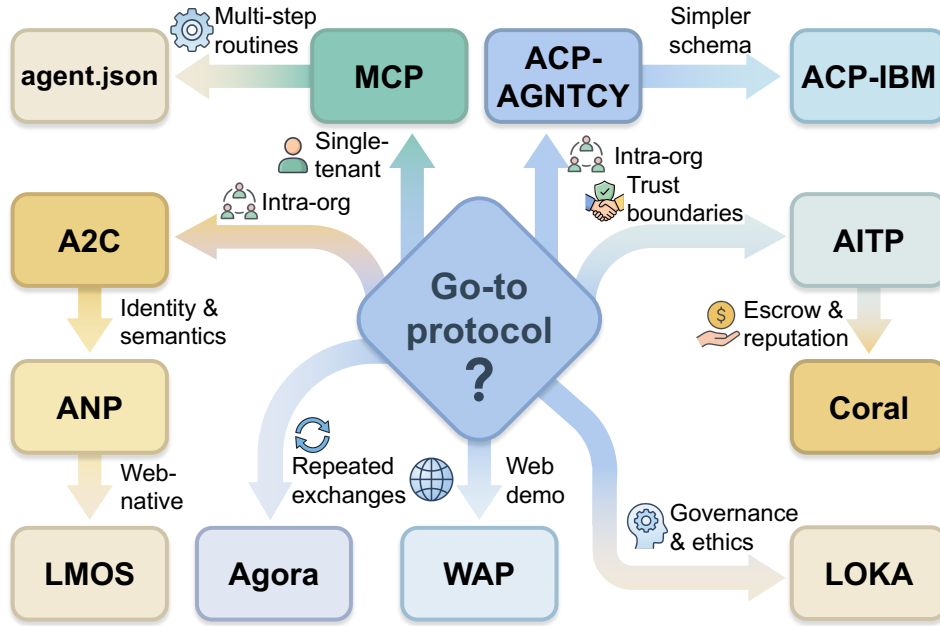 Multi-step
routines
agent.json
MCP
ACP-
AGNTCY
Simpler
schema
ACP-IBM
Single-
tenant
Intra-org
Trust
boundaries
Intra-org
A2C
AITP
Go-to
protocol
?
Identity &
semantics
Escrow &
reputation
$
ANP
Coral
Web-
native
Repeated
exchanges
Web
demo
Governance
& ethics
LMOS
Agora
WAP
LOKA